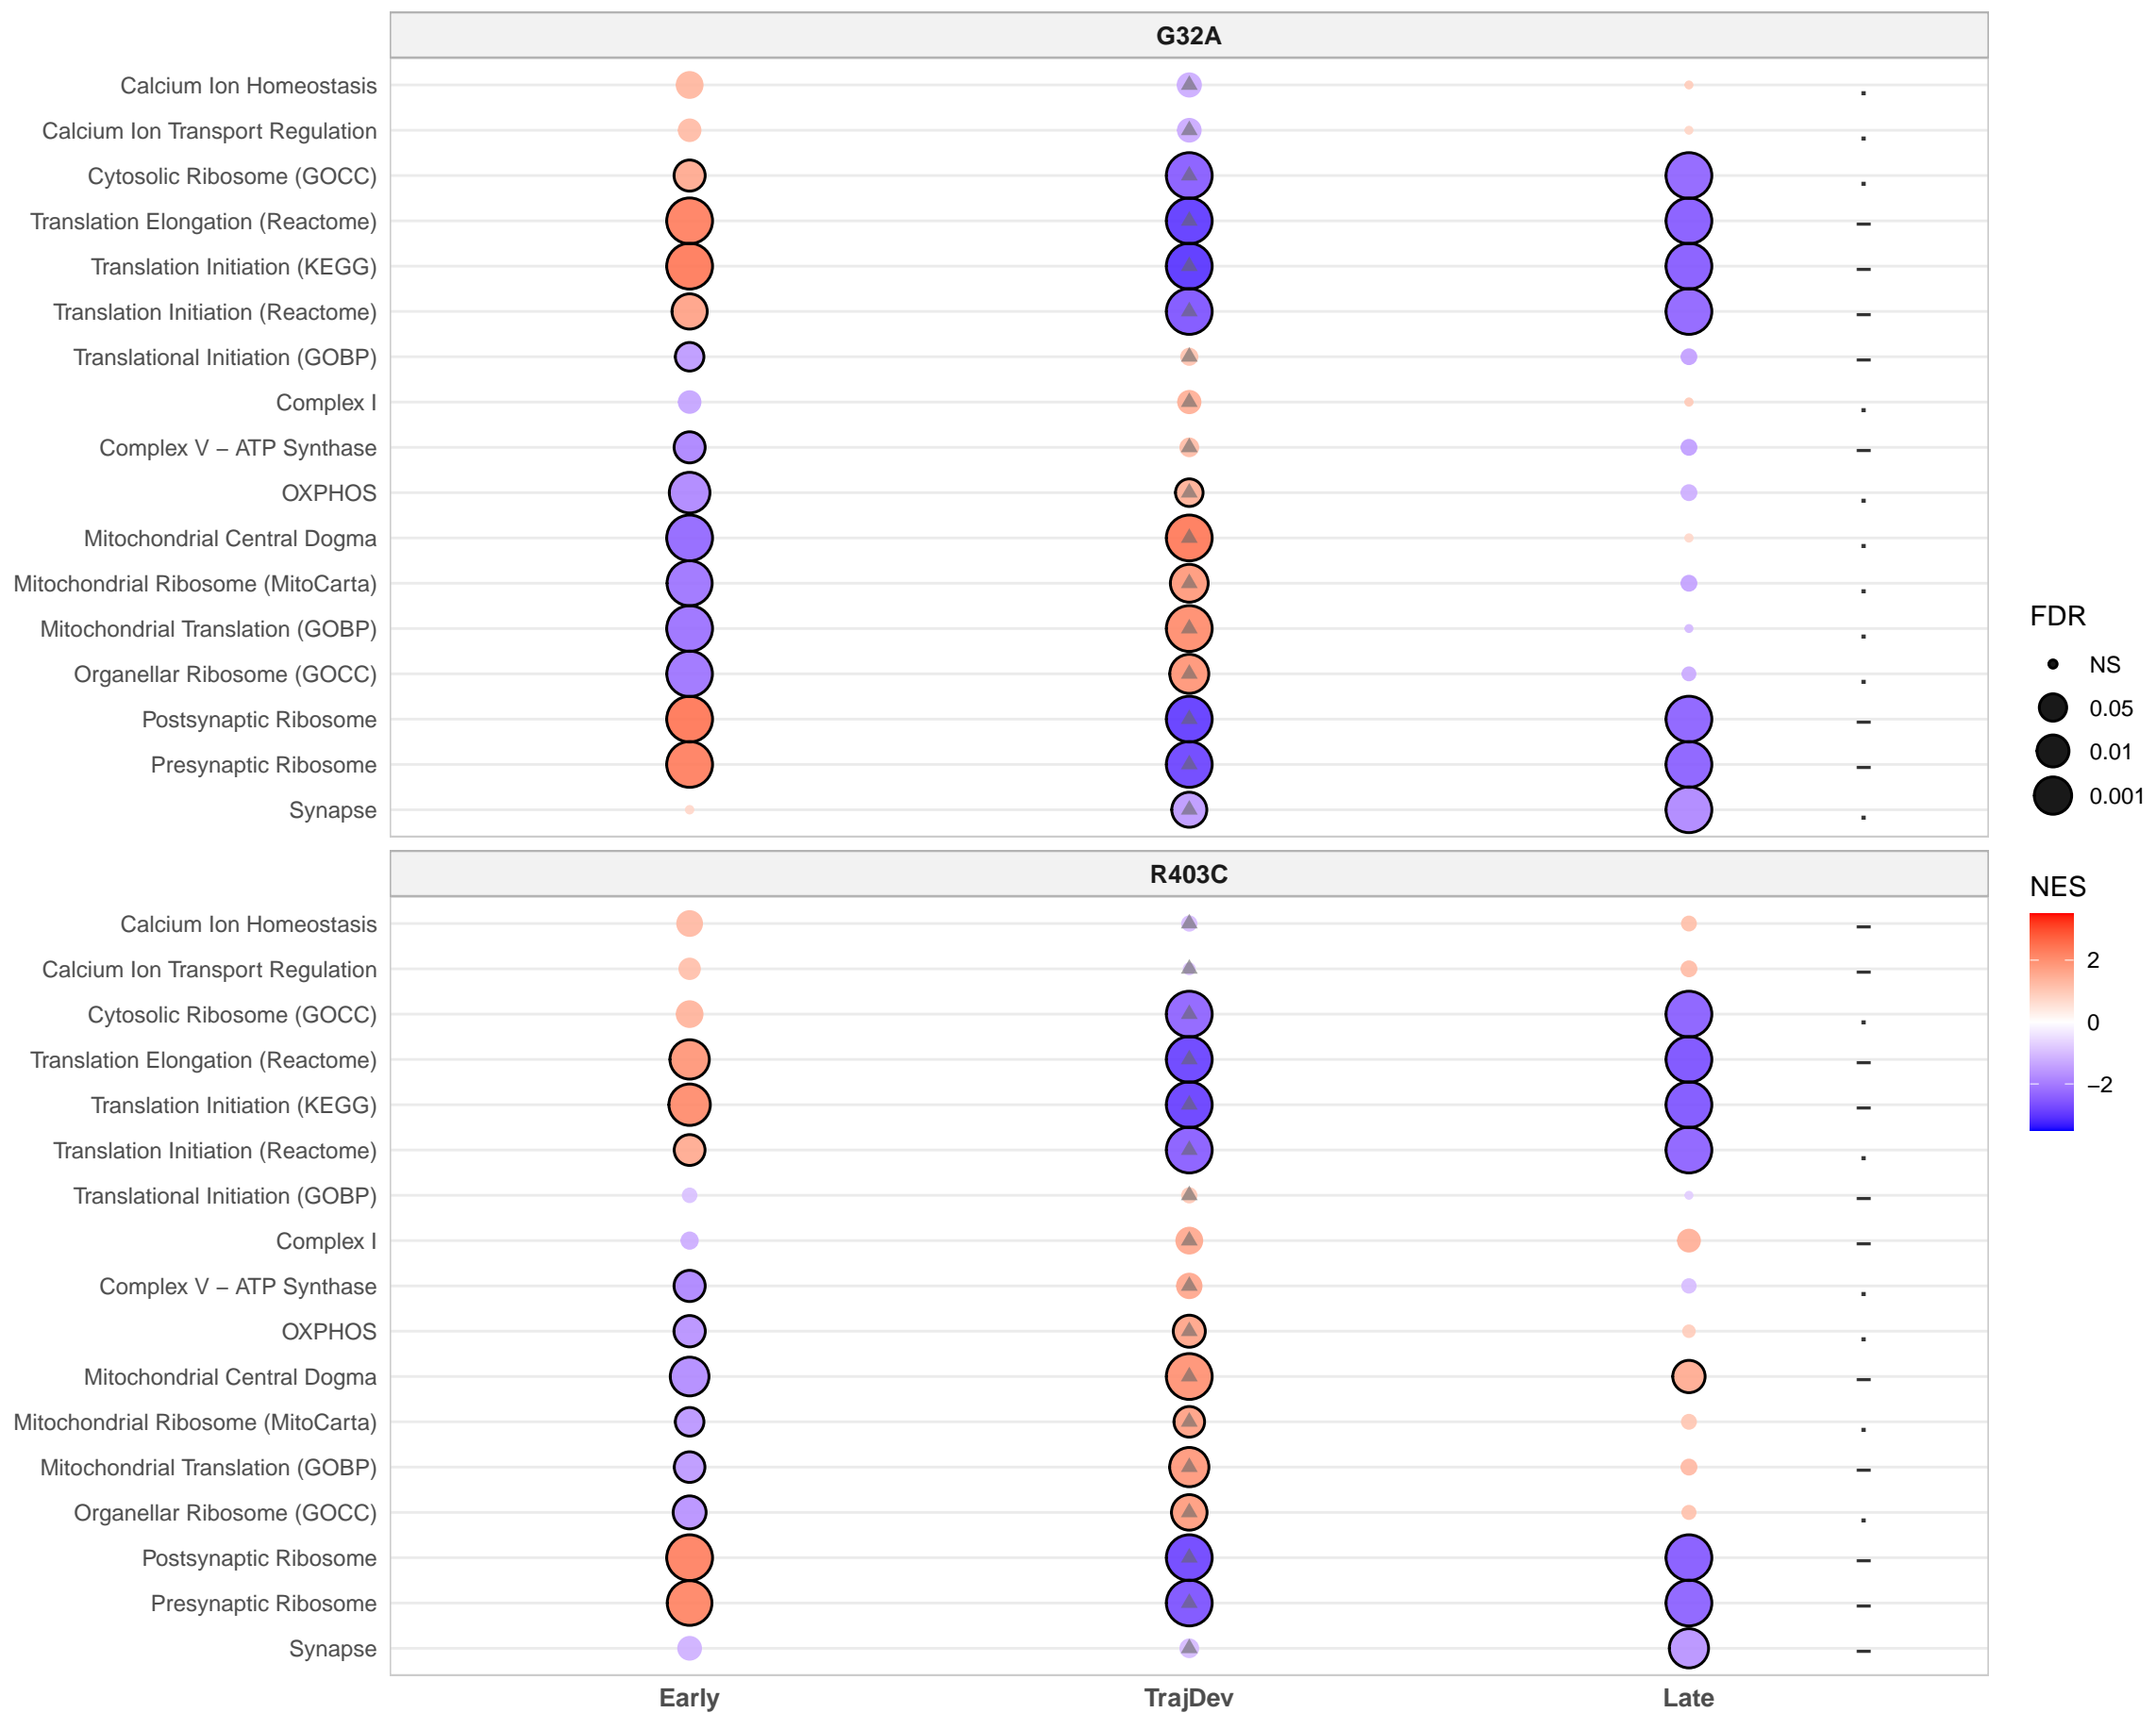 G32A
Calcium Ion Homeostasis
.
Calcium Ion Transport Regulation
.
Cytosolic Ribosome (GOCC)
.
Translation Elongation (Reactome)
–
Translation Initiation (KEGG)
–
Translation Initiation (Reactome)
–
Translational Initiation (GOBP)
–
Complex I
.
Complex V – ATP Synthase
–
OXPHOS
.
Mitochondrial Central Dogma
.
Mitochondrial Ribosome (MitoCarta)
.
Mitochondrial Translation (GOBP)
.
Organellar Ribosome (GOCC)
.
Postsynaptic Ribosome
–
Presynaptic Ribosome
–
Synapse
.
R403C
Calcium Ion Homeostasis
–
Calcium Ion Transport Regulation
–
Cytosolic Ribosome (GOCC)
.
Translation Elongation (Reactome)
–
Translation Initiation (KEGG)
–
Translation Initiation (Reactome)
.
Translational Initiation (GOBP)
–
Complex I
–
Complex V – ATP Synthase
.
OXPHOS
.
Mitochondrial Central Dogma
–
Mitochondrial Ribosome (MitoCarta)
.
Mitochondrial Translation (GOBP)
–
Organellar Ribosome (GOCC)
.
Postsynaptic Ribosome
–
Presynaptic Ribosome
–
Synapse
–
Early
TrajDev
Late
FDR
NS
0.05
0.01
0.001
NES
2
0
–2